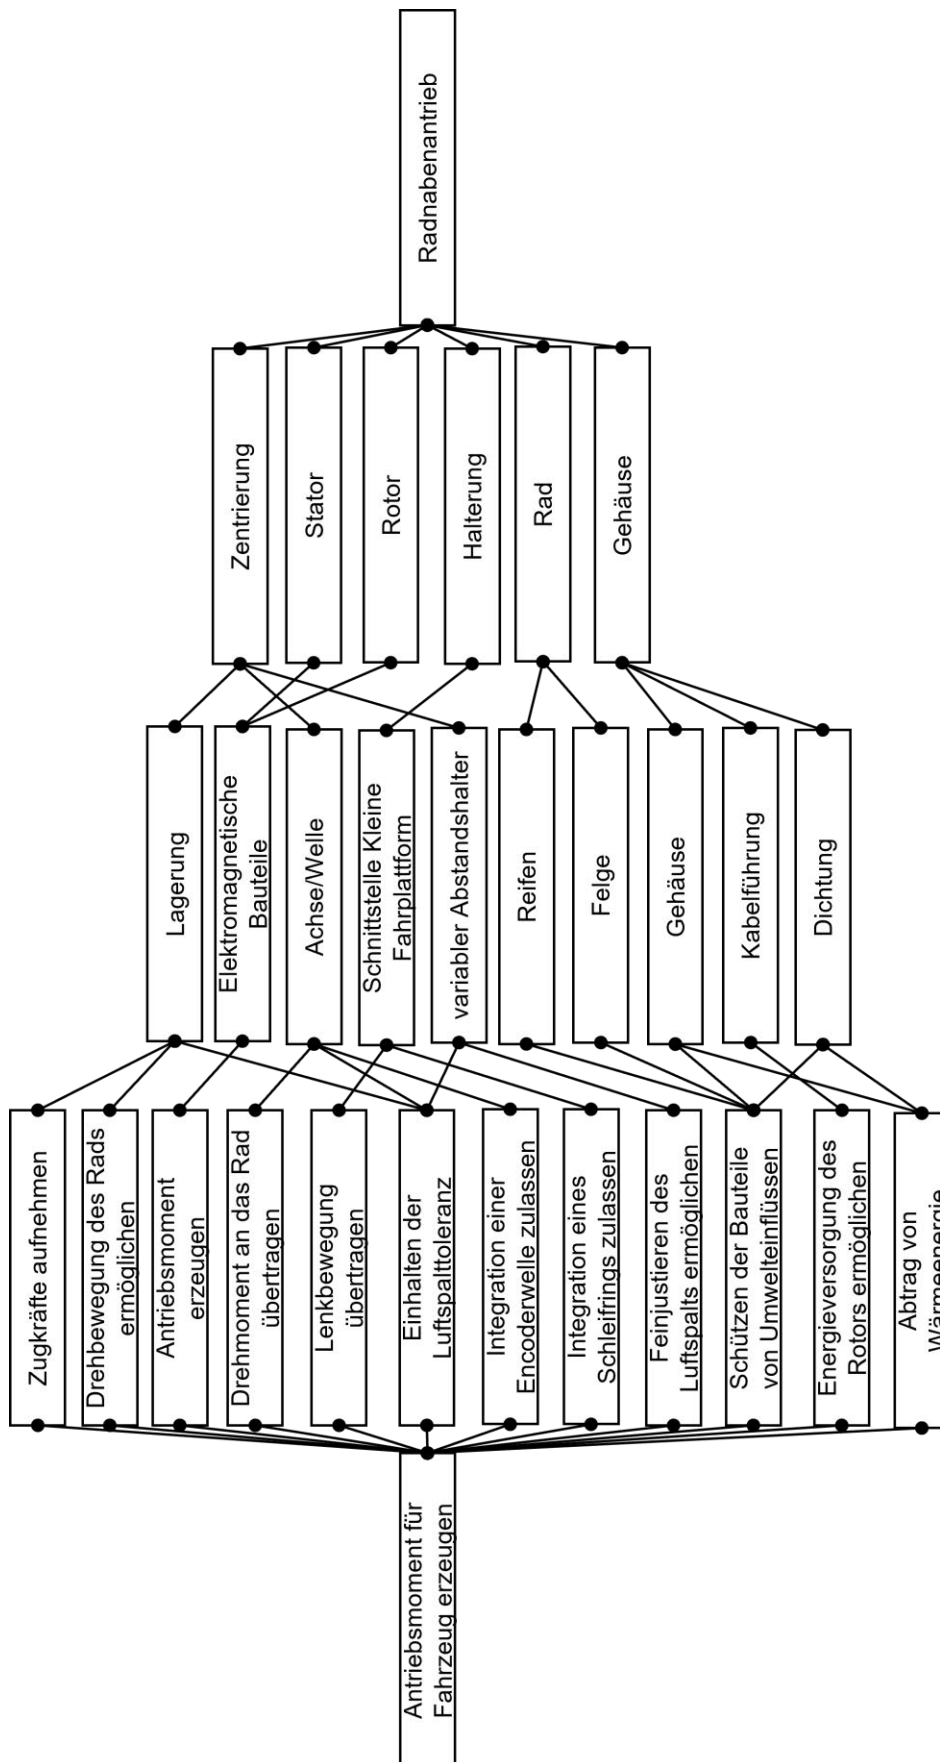 Antriebsmoment für
Fahrzeug erzeugen
Zugkräfte aufnehmen
Drehbewegung des Rads
ermöglichen
Antriebsmoment
erzeugen
Drehmoment an das Rad
übertragen
Lenkbewegung
übertragen
Einhalten der
Luftspalttoleranz
Integration einer
Encoderwelle zulassen
Integration eines
Schleifrings zulassen
Feinjustieren des
Luftspalts ermöglichen
Schützen der Bauteile
von Umwelteinflüssen
Energieversorgung des
Rotors ermöglichen
Abtrag von
Wärmeenergie
Lagerung
Elektromagnetische
Bauteile
Achse/Welle
Schnittstelle Kleine
Fahrplattform
variabler Abstandshalter
Reifen
Felge
Gehäuse
Kabelführung
Dichtung
Zentrierung
Stator
Rotor
Halterung
Rad
Gehäuse
Radnabenantrieb